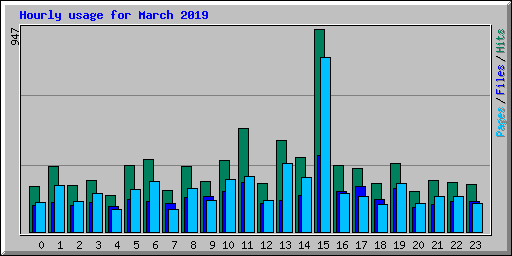 Hourly usage for March 2019
947
Pages / Files / Hits
0 1 2 3 4 5 6 7 8 9 10 11 12 13 14 15 16 17 18 19 20 21 22 23